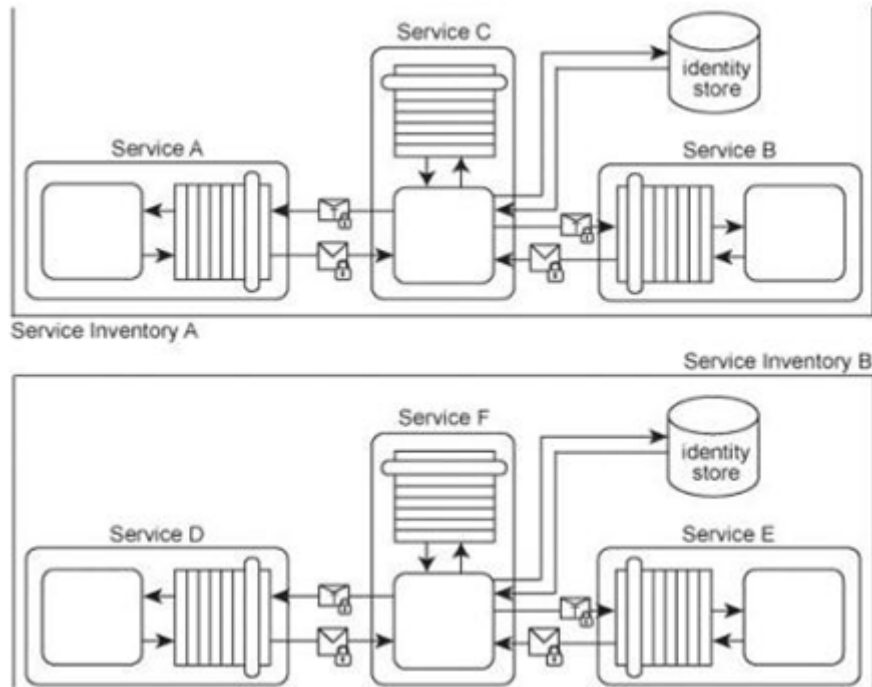 Service C
identity
store
Service A
Service B
Service Inventory A
Service Inventory B
Service F
identity
store
Service D
Service E